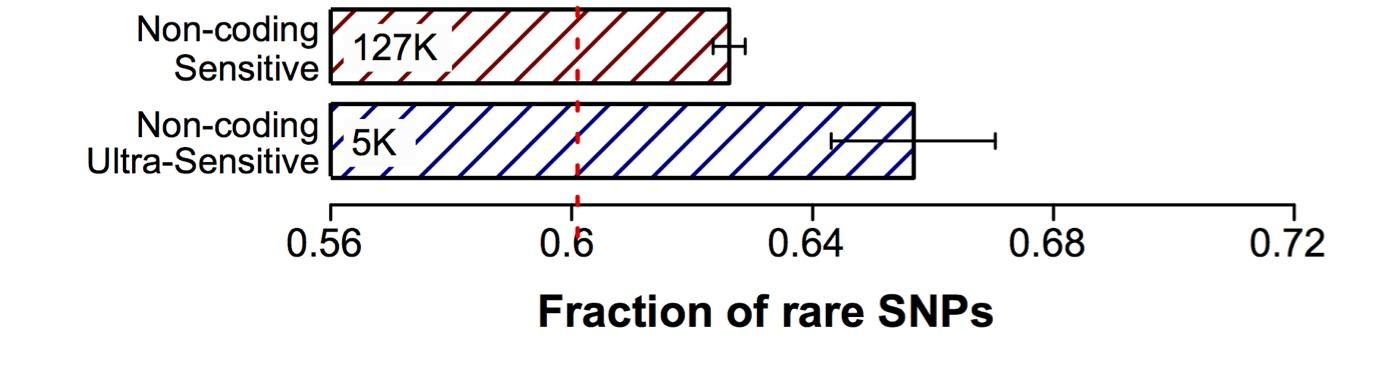 Non-coding
Sensitive
127K
Non-coding
Ultra-Sensitive
5K
0.56 0.6 0.64 0.68 0.72
Fraction of rare SNPs